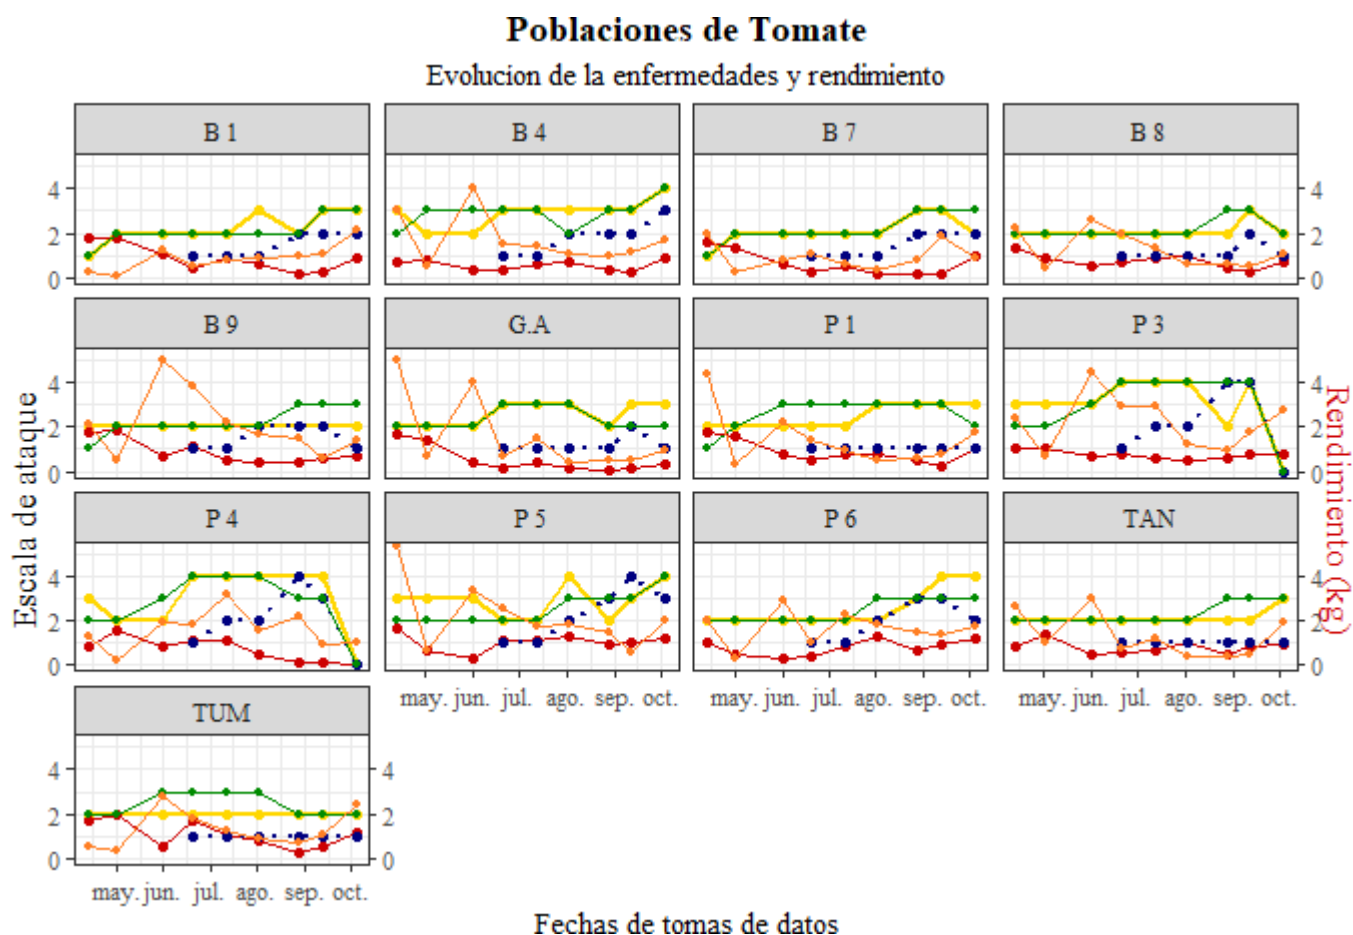 Poblaciones de Tomate
Evolucion de la enfermedades y rendimiento
B 1
B 4
B 7
B 8
4
2
0
4
2
0
B 9
G.A
P 1
P 3
4
2
0
4
2
0
Escala de ataque
Rendimiento (kg)
P 4
P 5
P 6
TAN
4
2
0
4
2
0
may. jun. jul. ago. sep. oct.
may. jun. jul. ago. sep. oct.
may. jun. jul. ago. sep. oct.
TUM
4
2
0
4
2
0
may. jun. jul. ago. sep. oct.
Fechas de tomas de datos